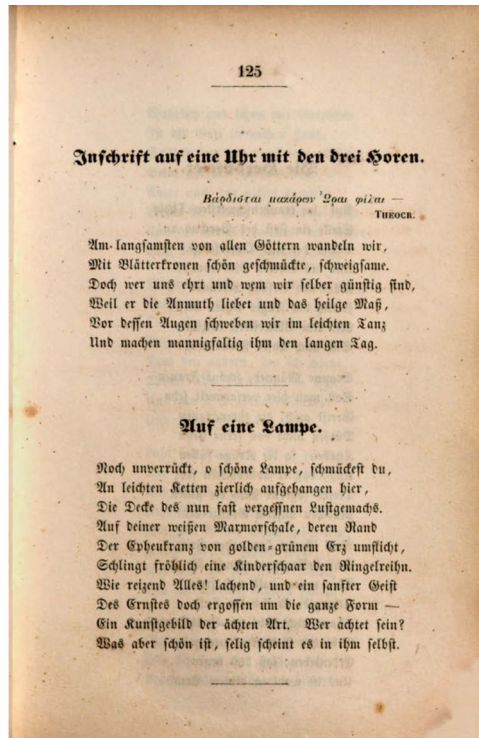 125
Inschrift auf eine Uhr mit den drei Horen.
Βάρδισται μακάρων Ὧραι φίλαι —
THEOCR.
Am langsamsten von allen Göttern wandeln wir,
Mit Blätterkronen schön geschmückte, schweigsame.
Doch wer uns ehrt und wem wir selber günstig sind,
Weil er die Anmuth liebet und das heilge Maß,
Vor dessen Augen schweben wir im leichten Tanz
Und machen mannigfaltig ihm den langen Tag.
Auf eine Lampe.
Noch unverrückt, o schöne Lampe, schmückest du,
An leichten Ketten zierlich aufgehangen hier,
Die Decke des nun fast vergessnen Lustgemachs.
Auf deiner weißen Marmorschale, deren Rand
Der Epheukranz von golden-grünem Erz umflicht,
Schlingt fröhlich eine Kinderschaar den Ringelreihn.
Wie reizend Alles! lachend, und ein sanfter Geist
Des Ernstes doch ergossen um die ganze Form —
Ein Kunstgebild der ächten Art. Wer achtet sein?
Was aber schön ist, selig scheint es in ihm selbst.